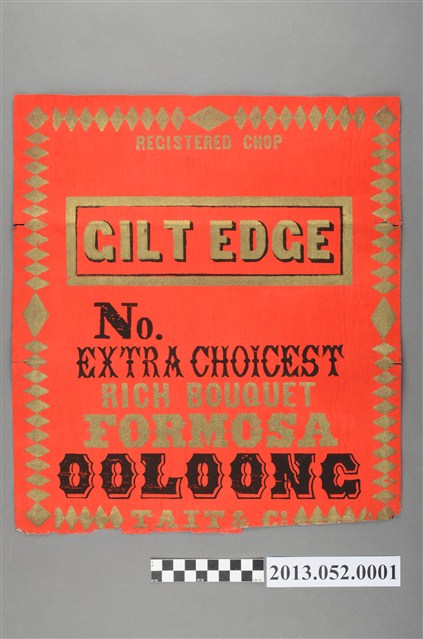 REGISTERED CHOP
GILT EDGE
No.
EXTRA CHOICEST
RICH BOUQUET
FORMOSA
OOLOONG
TAIT & Co.
2013.052.0001